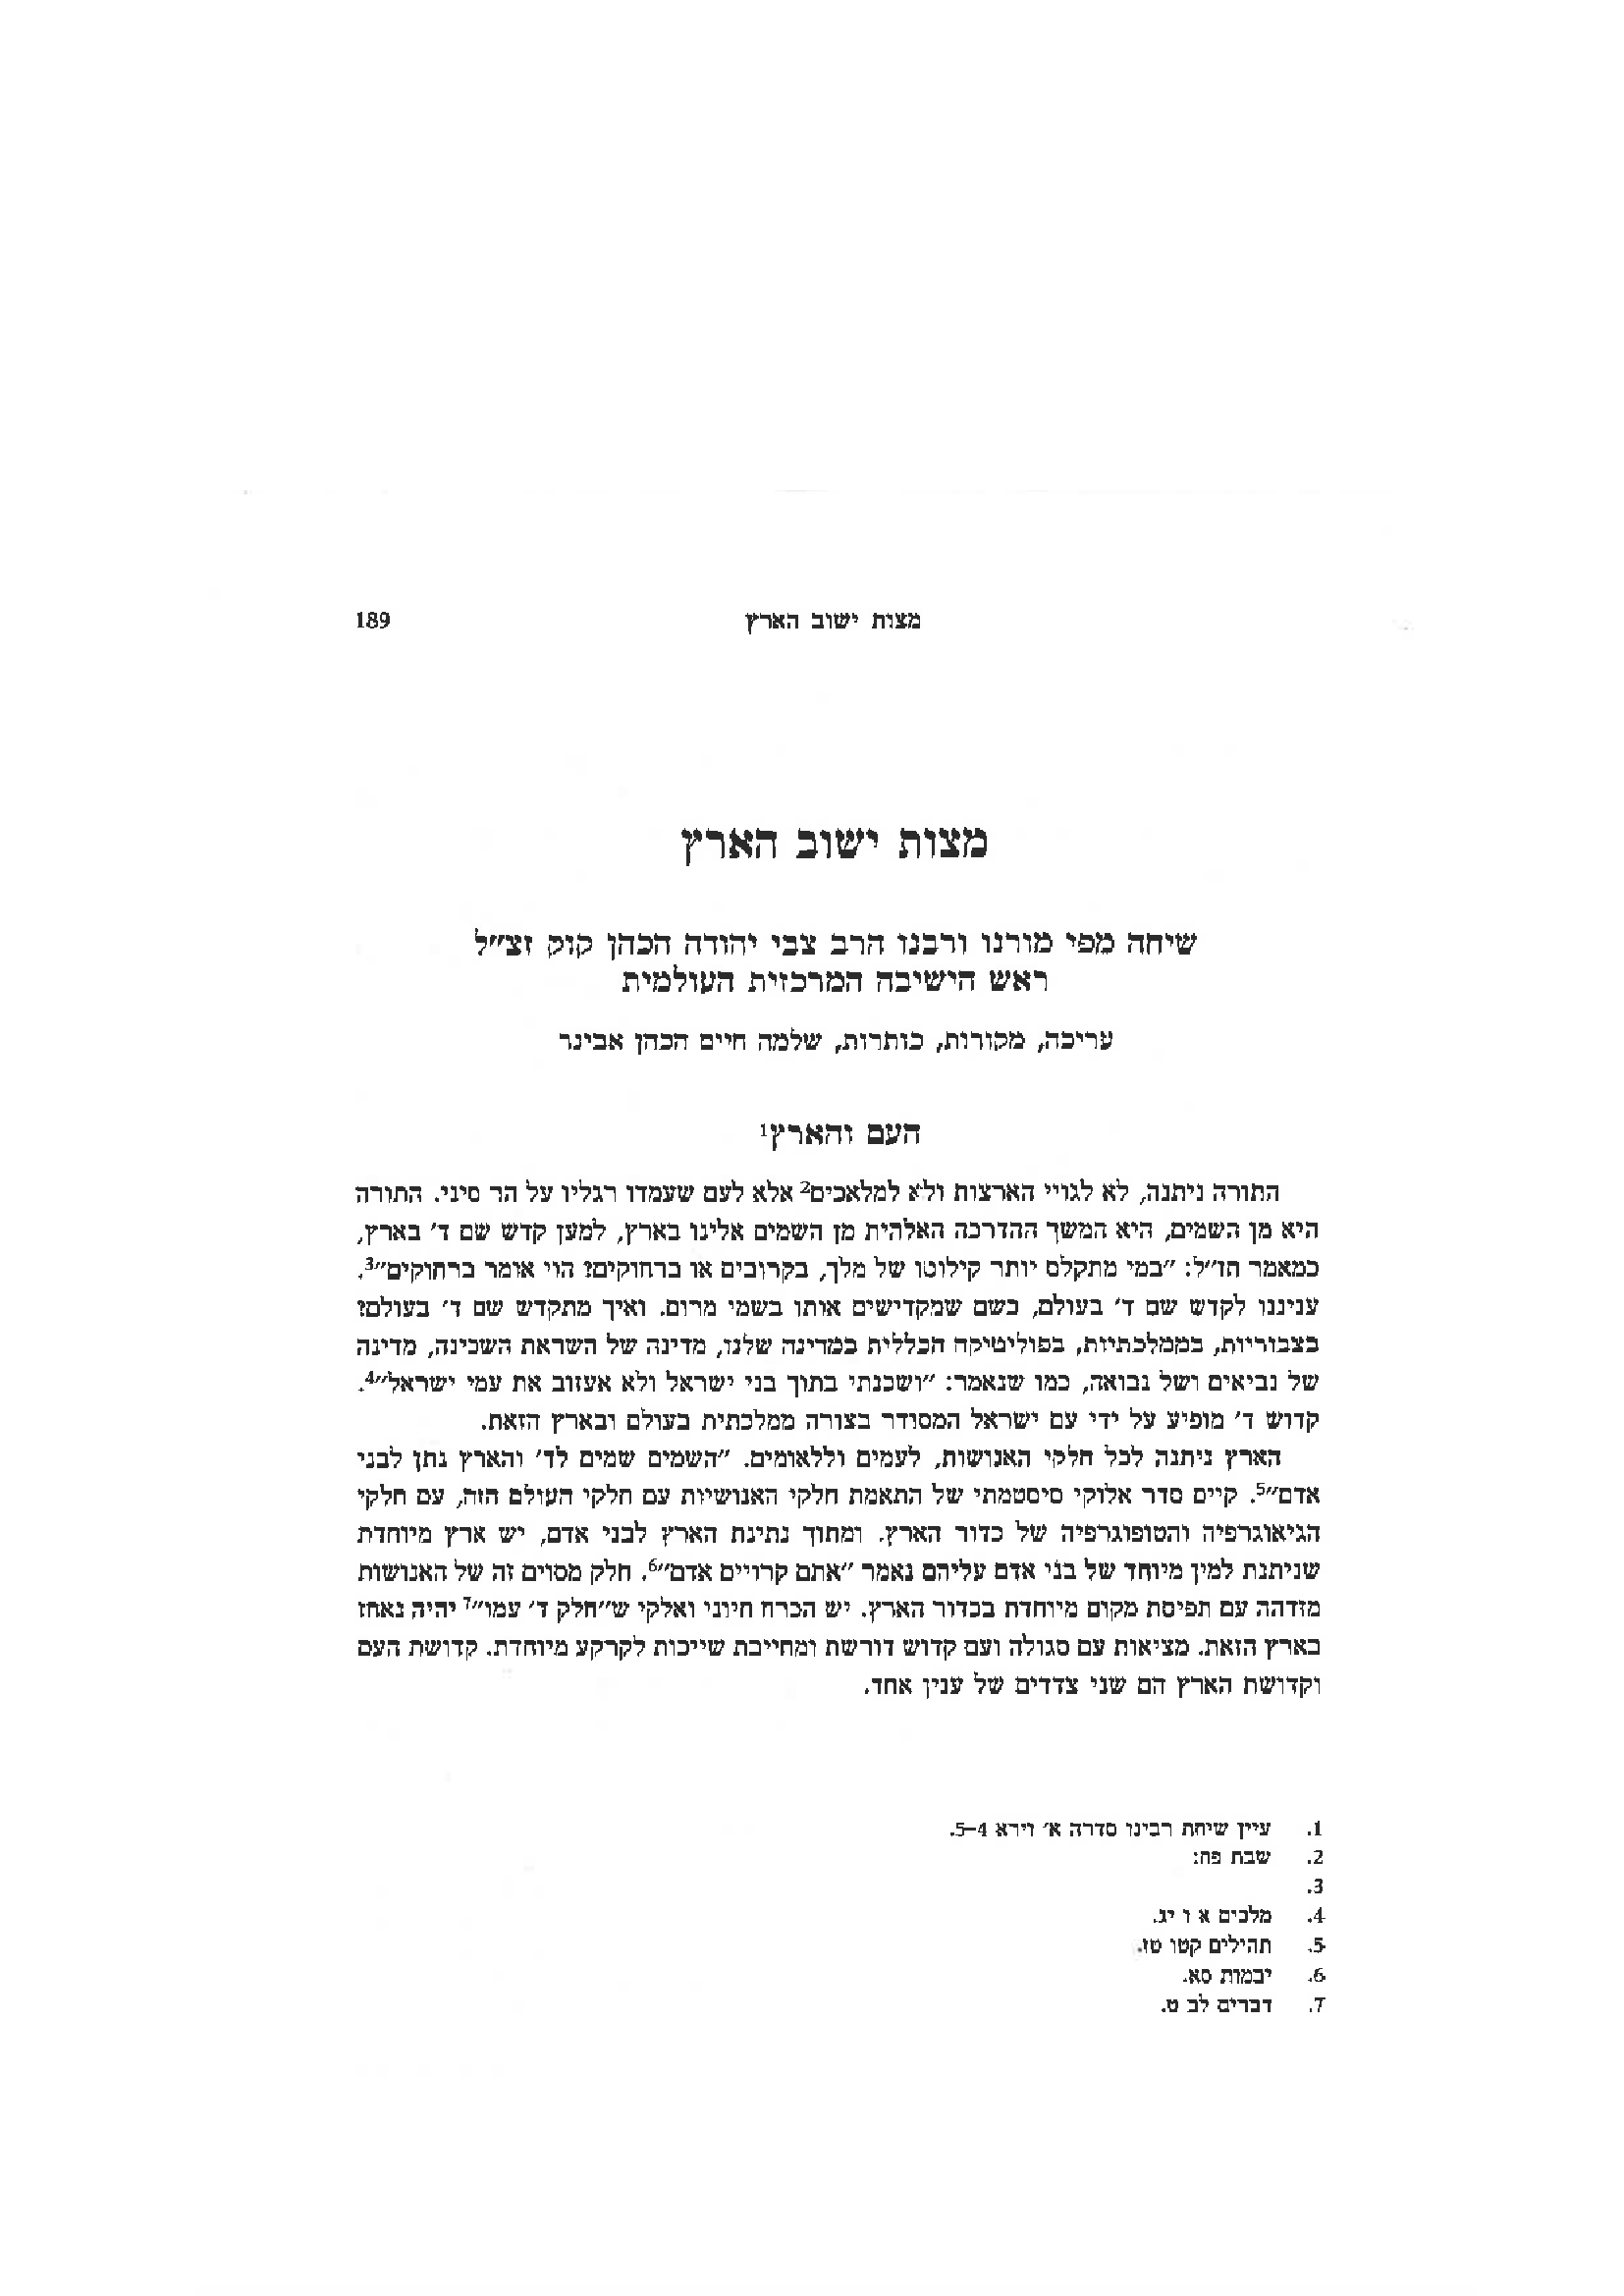 מצות ישוב הארץ 189
מצות ישוב הארץ
שיחה מפי מורנו ורבנו הרב צבי יהודה הכהן קוק זצ״ל
ראש הישיבה המרכזית העולמית
עריכה, מקורות, כותרות, שלמה חיים הכהן אבינר
העם והארץ¹
התורה ניתנה, לא לגויי הארצות ולא למלאכים² אלא לעם שעמדו רגליו על הר סיני. התורה
היא מן השמים, היא המשך ההדרכה האלהית מן השמים אלינו בארץ, למען קדש שם ד׳ בארץ,
כמאמר חז״ל: ״במי מתקלס יותר קילוסו של מלך, בקרובים או ברחוקים? הוי אומר ברחוקים״³.
עניננו לקדש שם ד׳ בעולם, כשם שמקדישים אותו בשמי מרום. ואיך מתקדש שם ד׳ בעולם?
בצבוריות, בממלכתיות, בפוליטיקה הכללית במדינה שלנו, מדינה של השראת השכינה, מדינה
של נביאים ושל נבואה, כמו שנאמר: ״ושכנתי בתוך בני ישראל ולא אעזוב את עמי ישראל״⁴.
קדוש ד׳ מופיע על ידי עם ישראל המסודר בצורה ממלכתית בעולם ובארץ הזאת.
הארץ ניתנה לכל חלקי האנושות, לעמים וללאומים. ״השמים שמים לד׳ והארץ נתן לבני
אדם״⁵. קיים סדר אלוקי סיסטמתי של התאמת חלקי האנושיות עם חלקי העולם הזה, עם חלקי
הגיאוגרפיה והטופוגרפיה של כדור הארץ. ומתוך נתינת הארץ לבני אדם, יש ארץ מיוחדת
שניתנת למין מיוחד של בני אדם עליהם נאמר ״אתם קרויים אדם״⁶. חלק מסוים זה של האנושות
מזדהה עם תפיסת מקום מיוחדת בכדור הארץ. יש הכרח חיוני ואלקי ש״חלק ד׳ עמו״⁷ יהיה נאחז
בארץ הזאת. מציאות עם סגולה ועם קדוש דורשת ומחייבת שייכות לקרקע מיוחדת. קדושת העם
וקדושת הארץ הם שני צדדים של ענין אחד.
1. עיין שיחת רבינו סדרה א׳ וירא 4–5.
2. שבת פח:
3.
4. מלכים א ו יג.
5. תהילים קטו טז.
6. יבמות סא.
7. דברים לב ט.